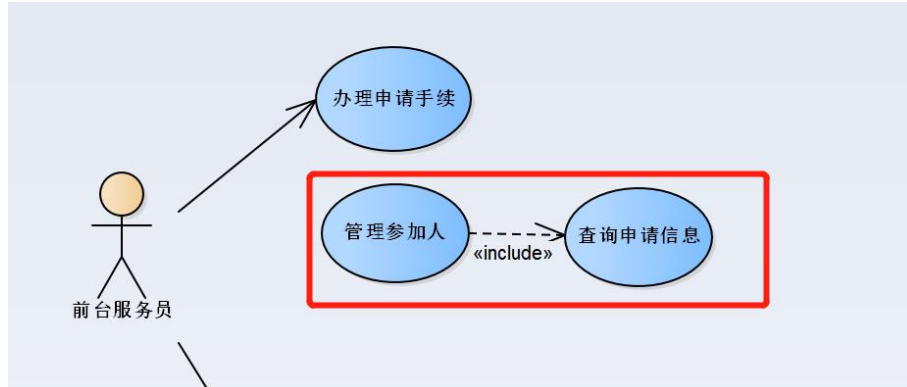 办理申请手续
管理参加人
«include»
查询申请信息
前台服务员